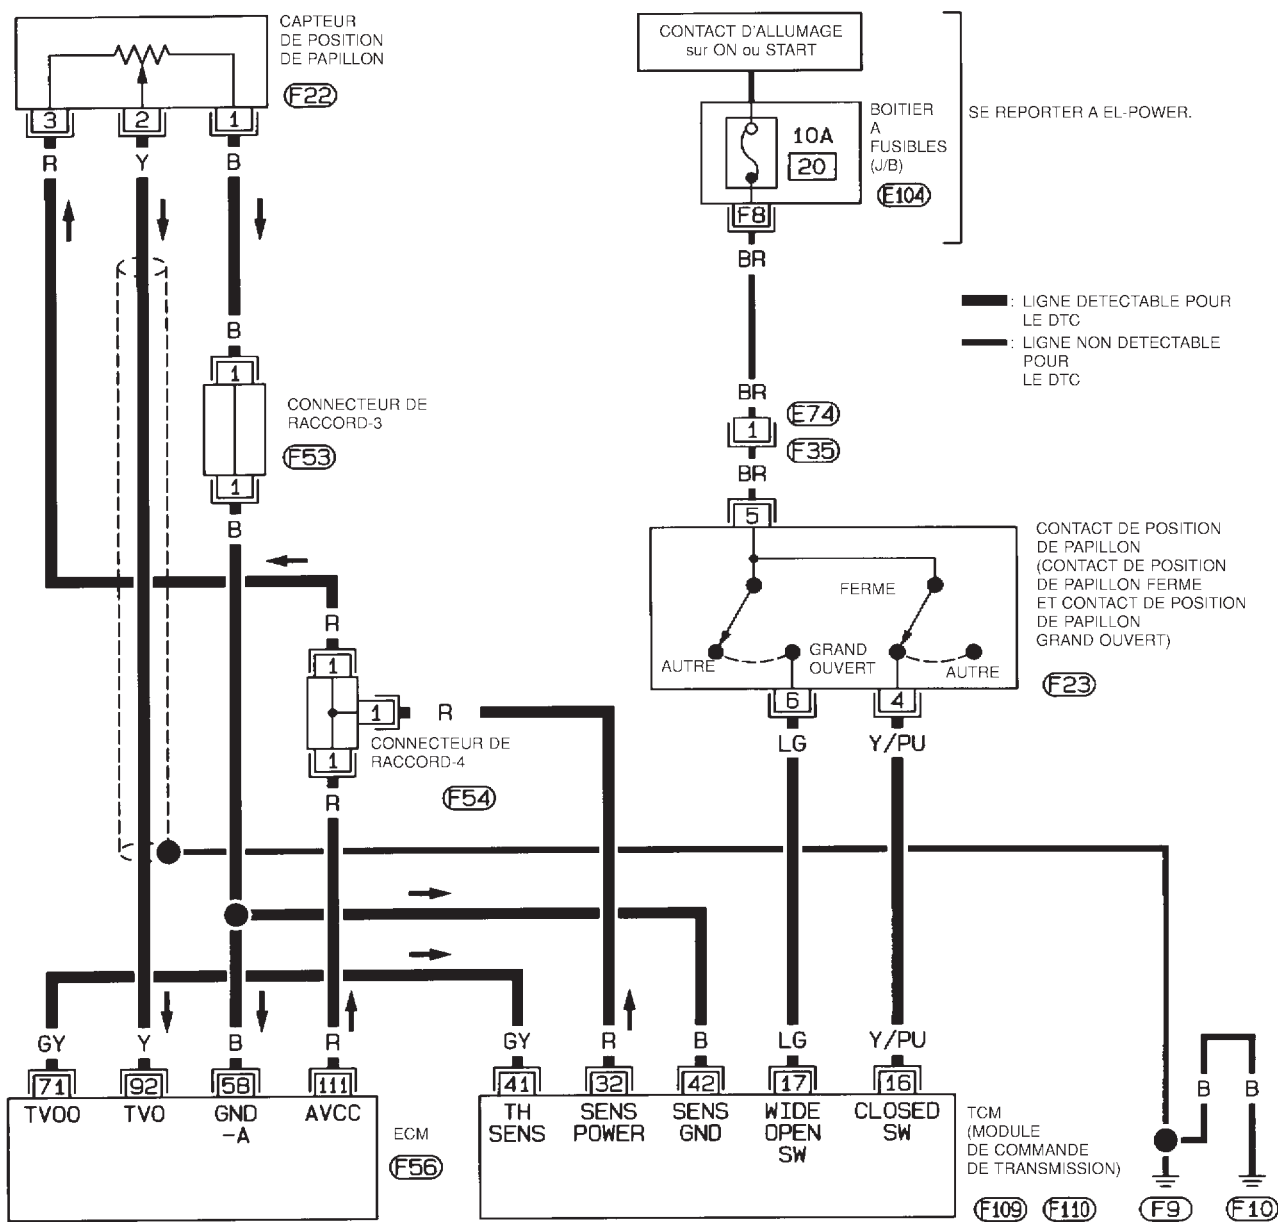 CAPTEUR
DE POSITION
DE PAPILLON
F22
3 2 1
R Y B
CONTACT D'ALLUMAGE
sur ON ou START
10A
20
BOITIER
A
FUSIBLES
(J/B)
E104
SE REPORTER A EL-POWER.
F8
BR
: LIGNE DETECTABLE POUR
LE DTC
: LIGNE NON DETECTABLE
POUR
LE DTC
B
1
CONNECTEUR DE
RACCORD-3
F53
1
B
BR
E74
1
F35
BR
5
CONTACT DE POSITION
DE PAPILLON
(CONTACT DE POSITION
DE PAPILLON FERME
ET CONTACT DE POSITION
DE PAPILLON
GRAND OUVERT)
F23
FERME
AUTRE
GRAND
OUVERT
AUTRE
6 4
LG Y/PU
R
1
1 R
CONNECTEUR DE
RACCORD-4
F54
1
R
GY Y B R
71 92 58 111
TVOO TVO GND
-A
AVCC
ECM
F56
GY R B LG Y/PU
41 32 42 17 16
TH
SENS
SENS
POWER
SENS
GND
WIDE
OPEN
SW
CLOSED
SW
TCM
(MODULE
DE COMMANDE
DE TRANSMISSION)
F109 F110
B B
F9 F10